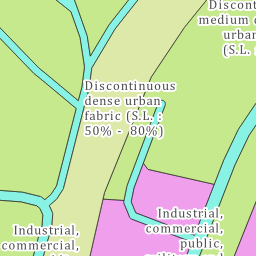 Discont
medium
urban
(S.L.
Discontinuous
dense urban
fabric (S.L. :
50% -  80%)
Industrial,
commercial,
public,
Industrial,
commercial,